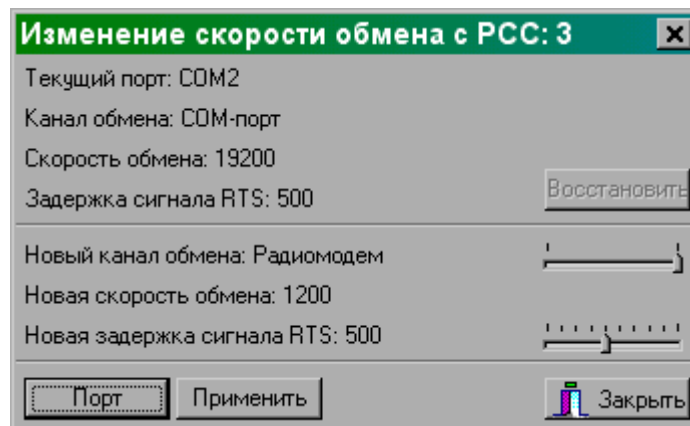 Изменение скорости обмена с РСС: 3
Текущий порт: COM2
Канал обмена: COM-порт
Скорость обмена: 19200
Задержка сигнала RTS: 500
Восстановить
Новый канал обмена: Радиомодем
Новая скорость обмена: 1200
Новая задержка сигнала RTS: 500
Порт
Применить
Закрыть